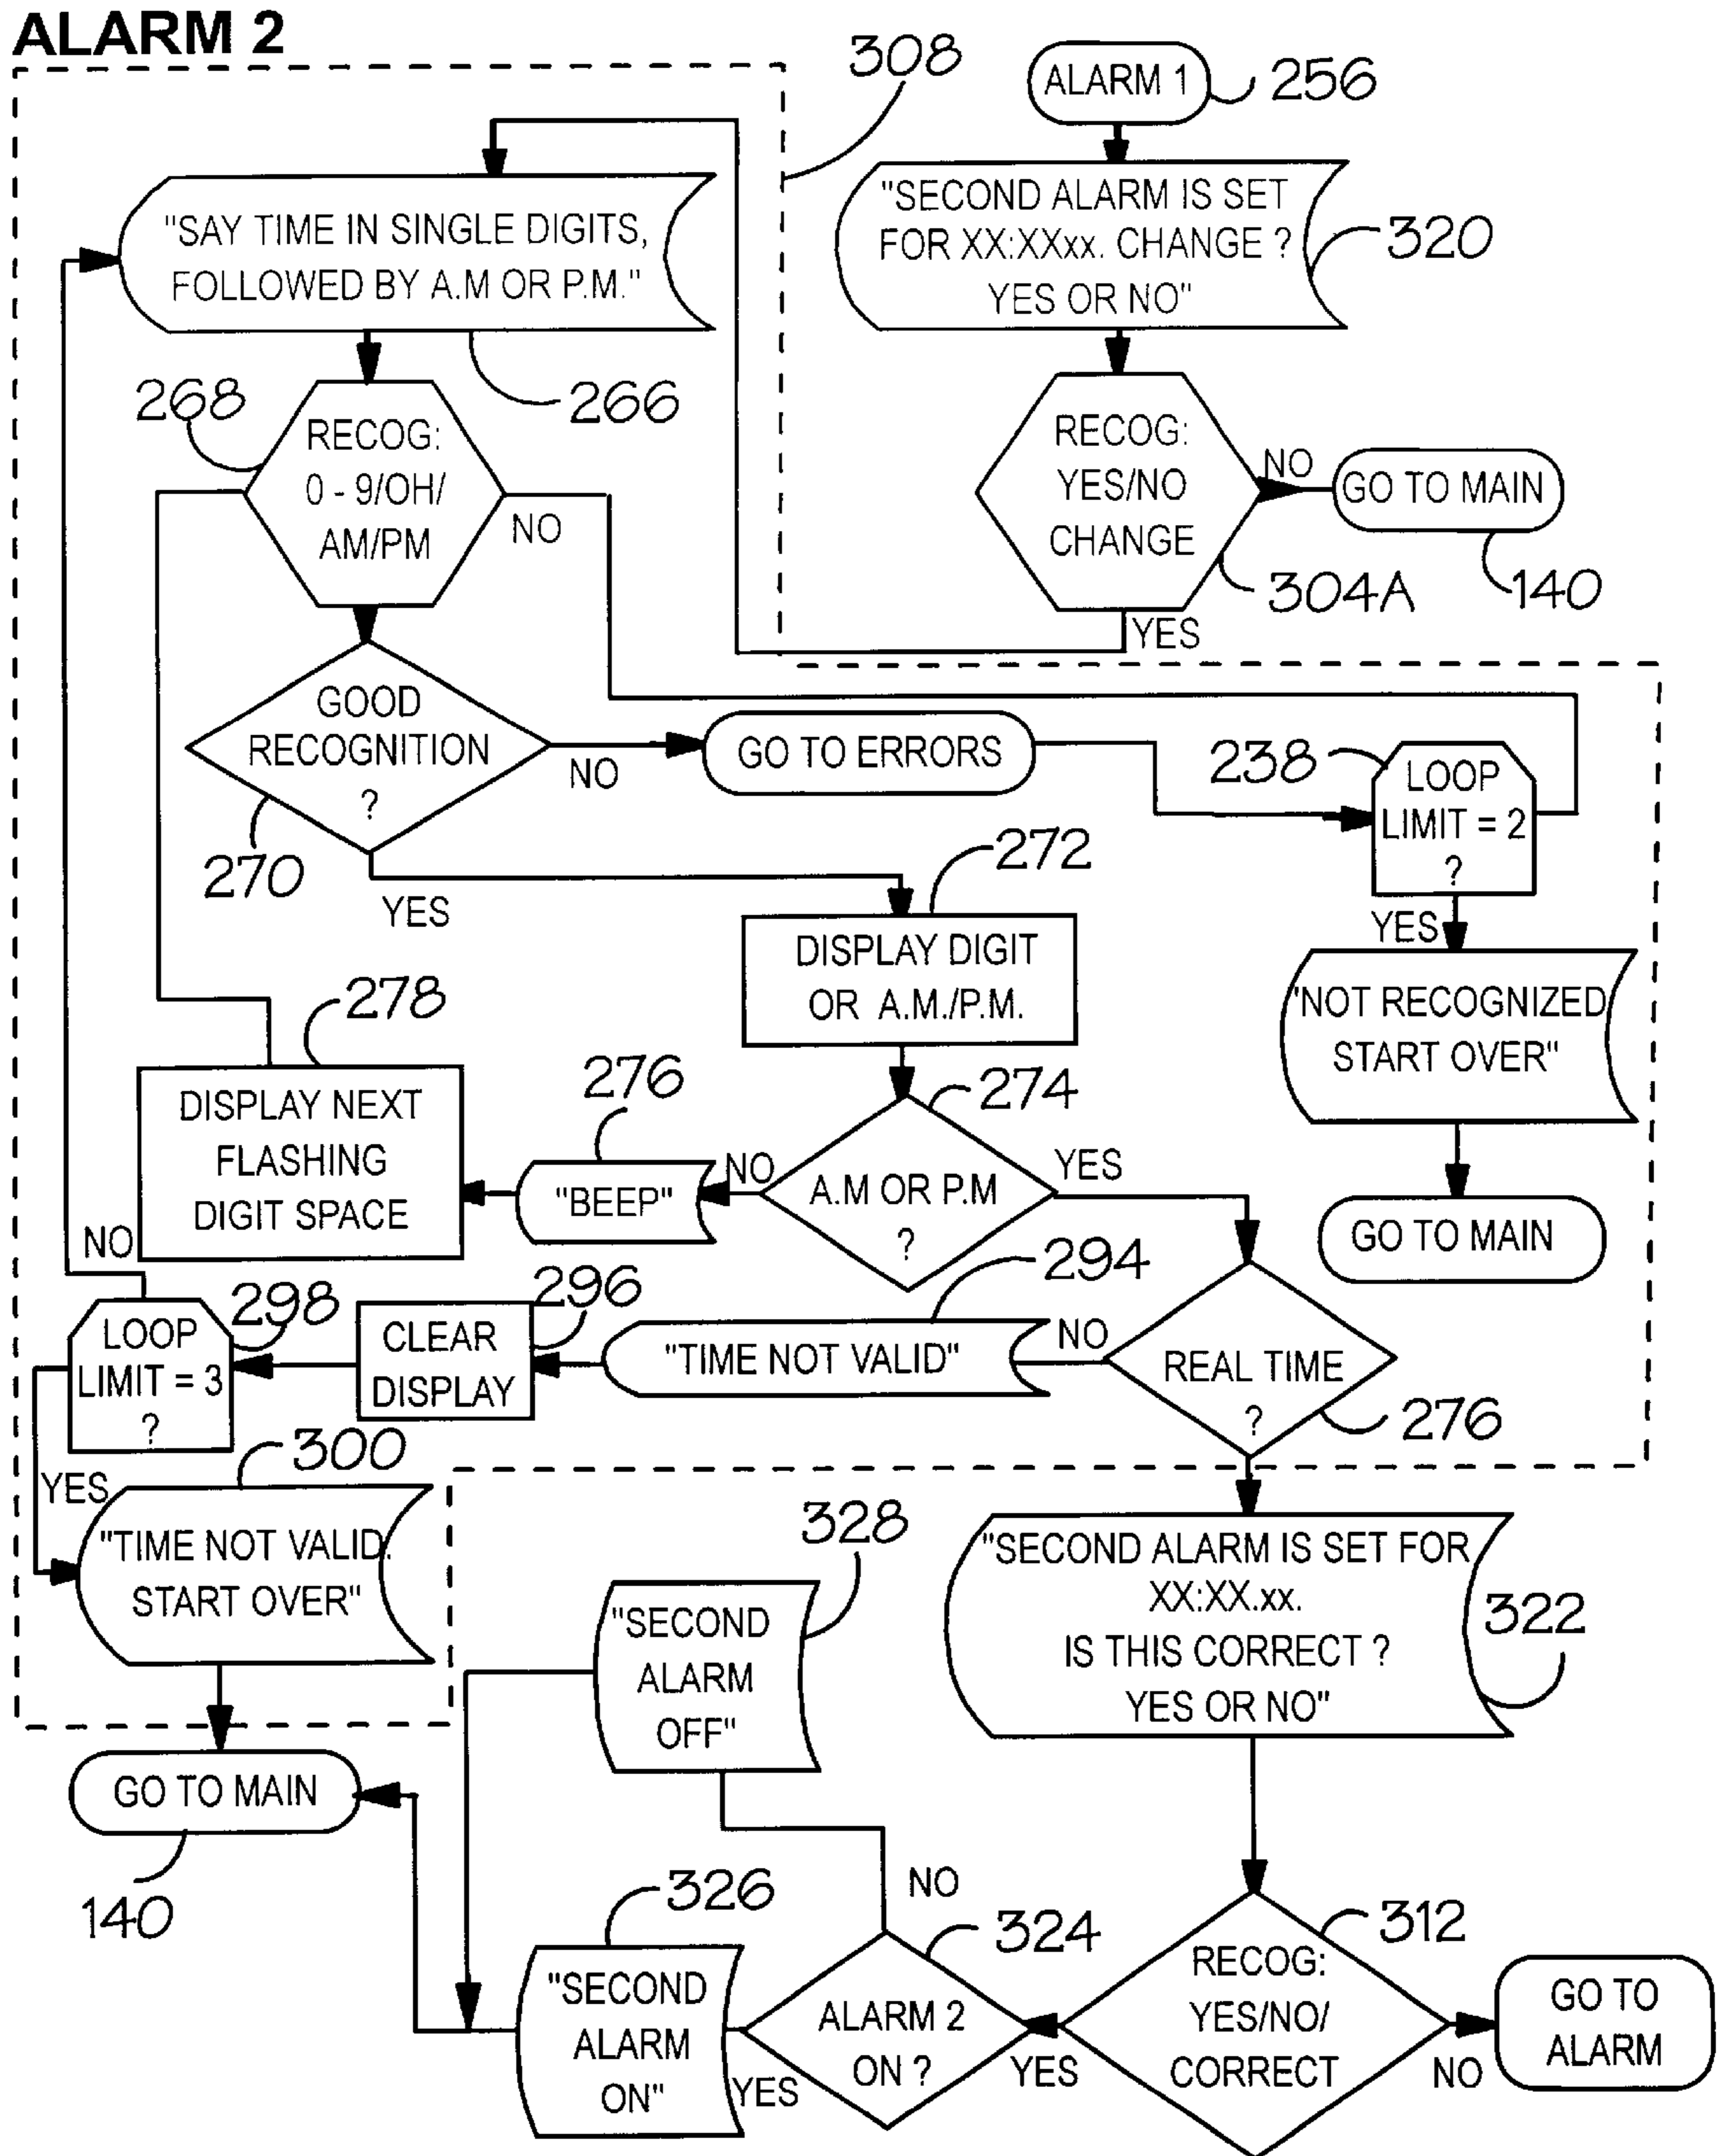 ALARM 2
308
ALARM 1
256
"SECOND ALARM IS SET
FOR XX:XXxx. CHANGE ?
YES OR NO"
320
"SAY TIME IN SINGLE DIGITS,
FOLLOWED BY A.M OR P.M."
266
268
RECOG:
0 - 9/OH/
AM/PM
NO
RECOG:
YES/NO
CHANGE
NO
GO TO MAIN
304A
140
YES
GOOD
RECOGNITION
?
270
NO
GO TO ERRORS
238
LOOP
LIMIT = 2
?
YES
YES
272
DISPLAY DIGIT
OR A.M./P.M.
"NOT RECOGNIZED
START OVER"
GO TO MAIN
278
DISPLAY NEXT
FLASHING
DIGIT SPACE
276
"BEEP"
NO
274
A.M OR P.M
?
YES
NO
298
LOOP
LIMIT = 3
?
296
CLEAR
DISPLAY
294
"TIME NOT VALID"
NO
REAL TIME
?
276
YES
300
"TIME NOT VALID.
START OVER"
328
"SECOND
ALARM
OFF"
"SECOND ALARM IS SET FOR
XX:XX.xx.
IS THIS CORRECT ?
YES OR NO"
322
GO TO MAIN
140
326
"SECOND
ALARM
ON"
YES
NO
324
ALARM 2
ON ?
YES
312
RECOG:
YES/NO/
CORRECT
NO
GO TO
ALARM